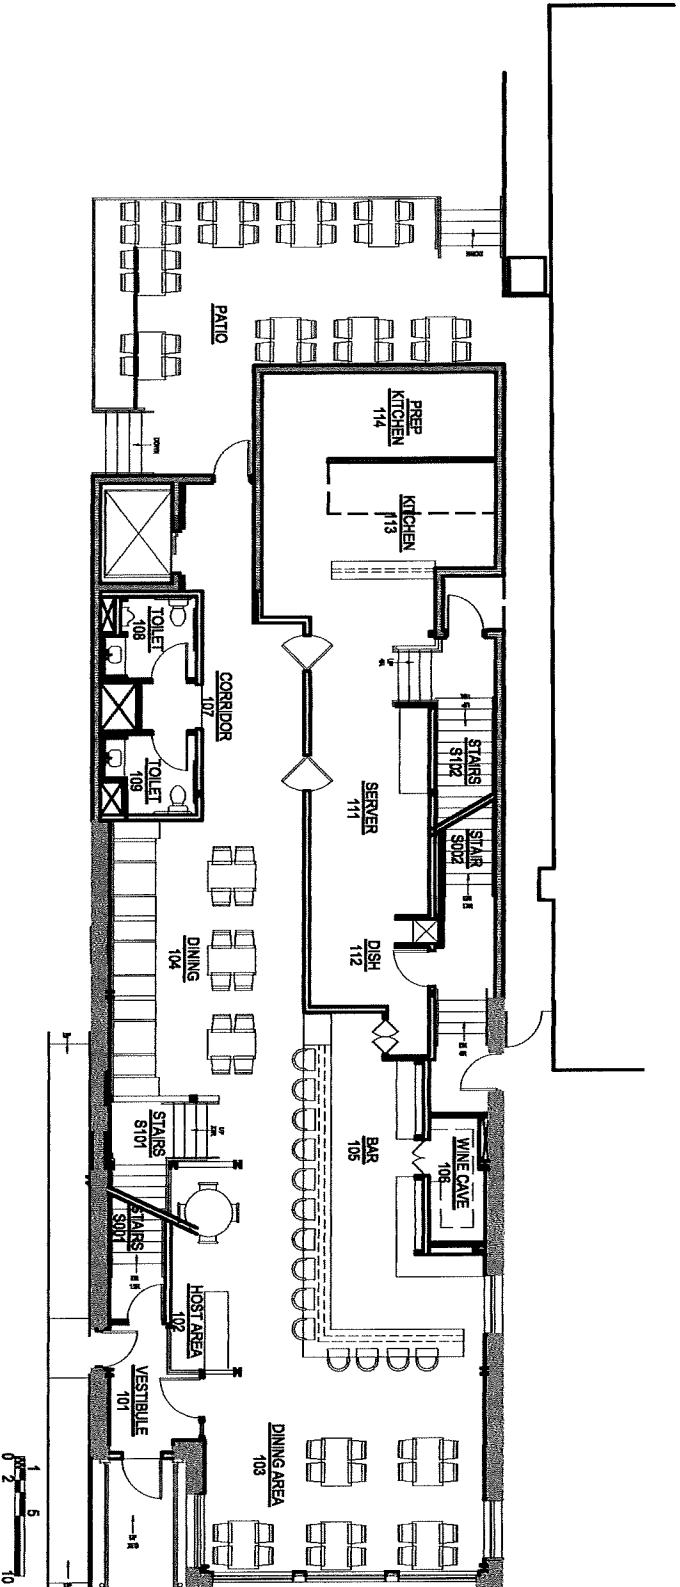 DOWN
PATIO
PREP
KITCHEN
114
DOWN
KITCHEN
113
TOILET
108
CORRIDOR
107
STAIRS
S102
TOILET
109
SERVER
111
STAIR
S002
DINING
104
DISH
112
STAIRS
S101
BAR
105
WINE CAVE
106
STAIRS
S001
HOST AREA
102
VESTIBULE
101
DINING AREA
103
0 1 2 5 10